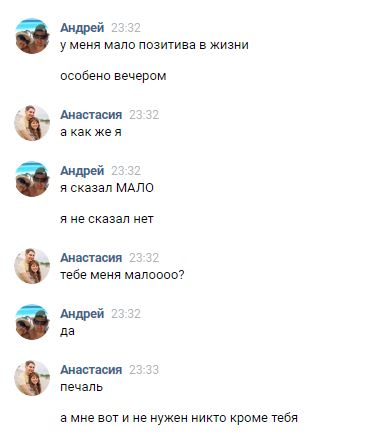 Андрей 23:32
у меня мало позитива в жизни
особено вечером
Анастасия 23:32
а как же я
Андрей 23:32
я сказал МАЛО
я не сказал нет
Анастасия 23:32
тебе меня малоооо?
Андрей 23:32
да
Анастасия 23:33
печаль
а мне вот и не нужен никто кроме тебя